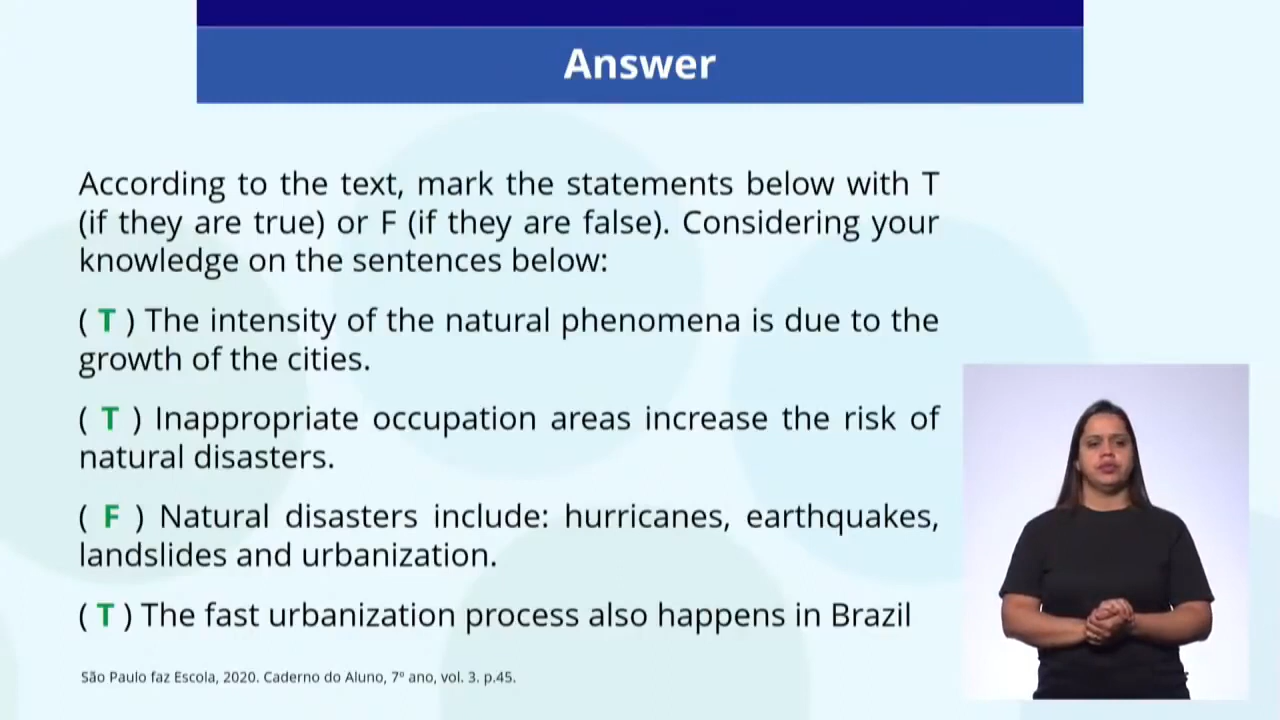 Answer
According to the text, mark the statements below with T
(if they are true) or F (if they are false). Considering your
knowledge on the sentences below:
( T ) The intensity of the natural phenomena is due to the
growth of the cities.
( T ) Inappropriate occupation areas increase the risk of
natural disasters.
( F ) Natural disasters include: hurricanes, earthquakes,
landslides and urbanization.
( T ) The fast urbanization process also happens in Brazil
São Paulo faz Escola, 2020. Caderno do Aluno, 7º ano, vol. 3. p.45.